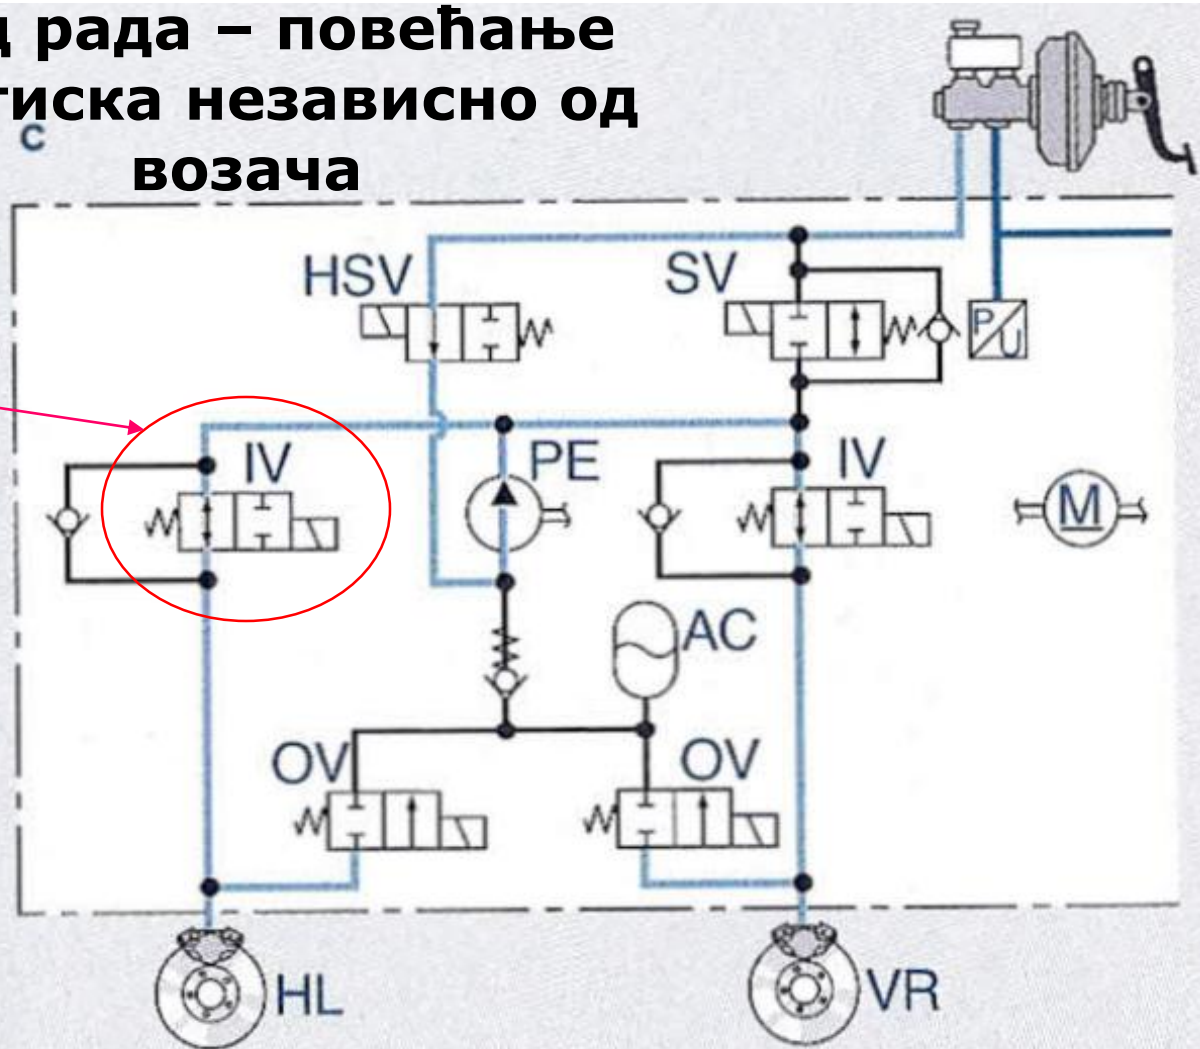 д рада – повећање
тиска независно од
возача
C
HSV
SV
P
U
IV
PE
IV
M
AC
OV
OV
HL
VR